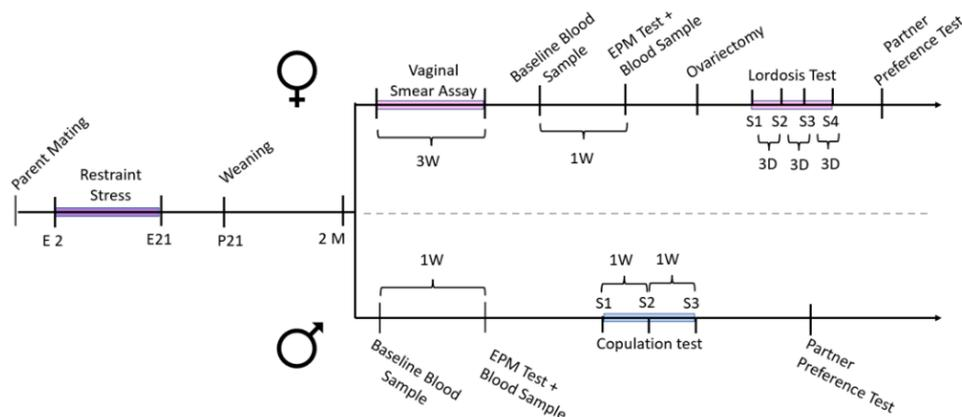 Parent Mating
Restraint
Stress
E 2
E21
Weaning
P21
2 M
Vaginal
Smear Assay
3W
Baseline Blood
Sample
1W
EPM Test +
Blood Sample
Ovariectomy
Lordosis Test
S1
S2
S3
S4
3D
3D
3D
Partner
Preference Test
1W
Baseline Blood
Sample
EPM Test +
Blood Sample
1W
1W
S1
S2
S3
Copulation test
Partner
Preference Test